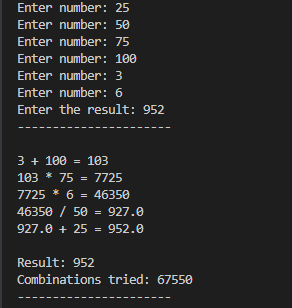 Enter number: 25
Enter number: 50
Enter number: 75
Enter number: 100
Enter number: 3
Enter number: 6
Enter the result: 952
----------------------
3 + 100 = 103
103 * 75 = 7725
7725 * 6 = 46350
46350 / 50 = 927.0
927.0 + 25 = 952.0
Result: 952
Combinations tried: 67550
----------------------